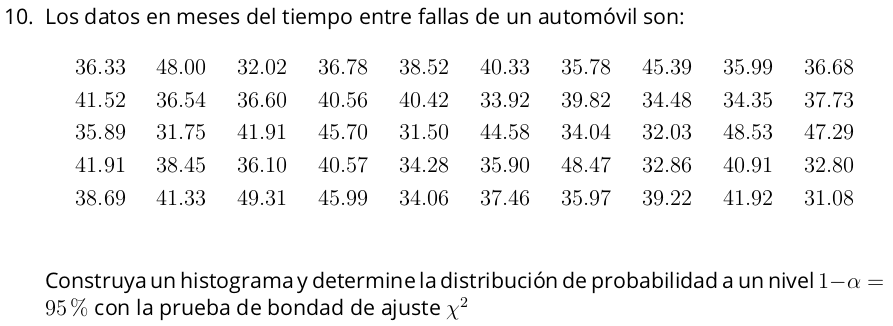 10. Los datos en meses del tiempo entre fallas de un automóvil son:
36.33 48.00 32.02 36.78 38.52 40.33 35.78 45.39 35.99 36.68
41.52 36.54 36.60 40.56 40.42 33.92 39.82 34.48 34.35 37.73
35.89 31.75 41.91 45.70 31.50 44.58 34.04 32.03 48.53 47.29
41.91 38.45 36.10 40.57 34.28 35.90 48.47 32.86 40.91 32.80
38.69 41.33 49.31 45.99 34.06 37.46 35.97 39.22 41.92 31.08
Construya un histograma y determine la distribución de probabilidad a un nivel 1−α =
95 % con la prueba de bondad de ajuste χ²